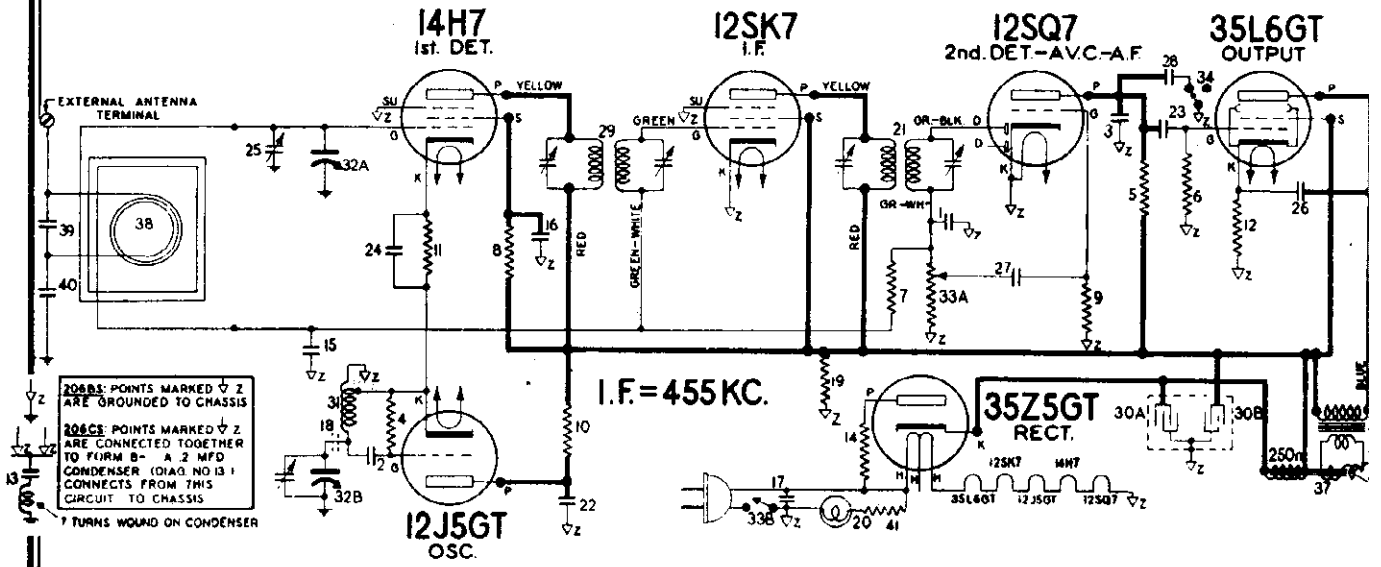 14H7
1st. DET.
12SK7
I.F.
12SQ7
2nd. DET.-AV.C.-A.F.
35L6GT
OUTPUT
EXTERNAL ANTENNA
TERMINAL
SU
Z
G
P
YELLOW
S
K
25
32A
29
GREEN
SU
Z
G
P
YELLOW
S
K
Z
21
GR-BLK.
D
D
K
Z
P
G
28
34
Z
3
Z
23
G
P
S
K
39
38
40
24
11
8
16
Z
RED
GREEN-WHITE
RED
GR-WH
1
Z
7
33A
Z
27
9
Z
5
6
Z
12
Z
26
15
Z
206BS: POINTS MARKED Z
ARE GROUNDED TO CHASSIS
206CS: POINTS MARKED Z
ARE CONNECTED TOGETHER
TO FORM B- A .2 MFD
CONDENSER (DIAG. NO 13)
CONNECTS FROM THIS
CIRCUIT TO CHASSIS
7 TURNS WOUND ON CONDENSER
Z
Z
Z
13
Z
31
18
4
2
G
K
P
32B
10
22
Z
12J5GT
OSC.
I.F.=455 KC.
19
Z
P
14
K
H
H
H
35Z5GT
RECT.
30A
30B
Z
BLUE
250
37
12SK7
14H7
35L6GT
12J5GT
12SQ7
Z
17
33B
Z
20
41